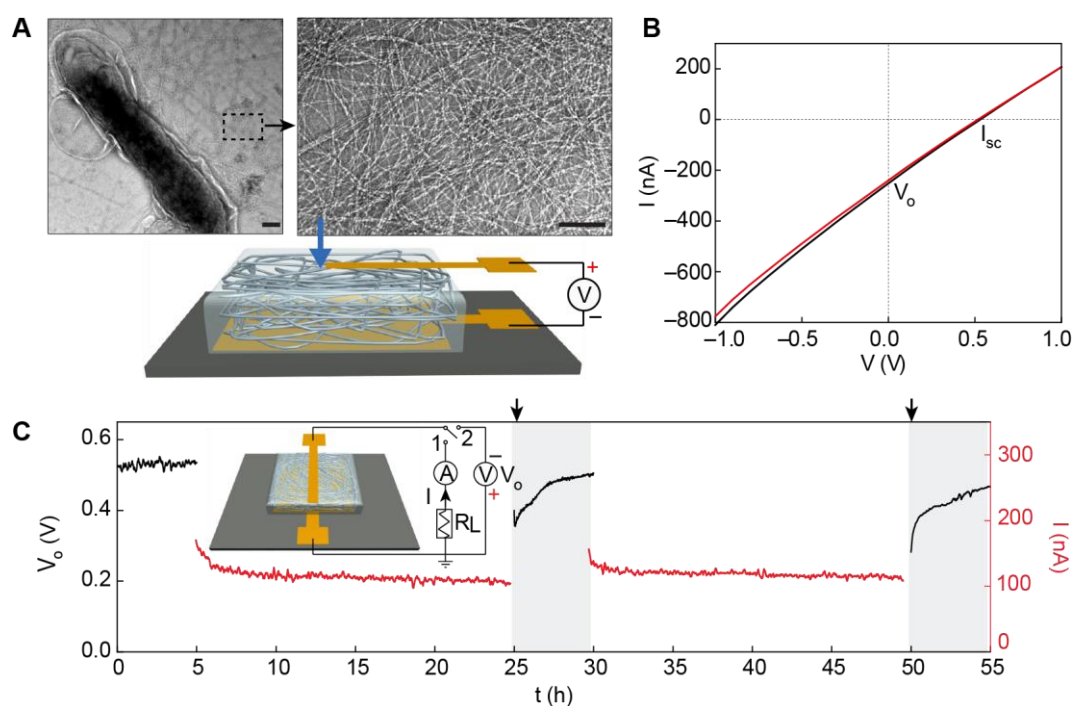 A
+
V
−
B
200
0
−200
−400
−600
−800
I (nA)
I_sc
V_o
−1.0
−0.5
0.0
0.5
1.0
V (V)
C
0.6
0.4
0.2
0.0
V_o (V)
1
2
A
V
−
V_o
+
I
R_L
300
200
100
0
I (nA)
0
5
10
15
20
25
30
35
40
45
50
55
t (h)